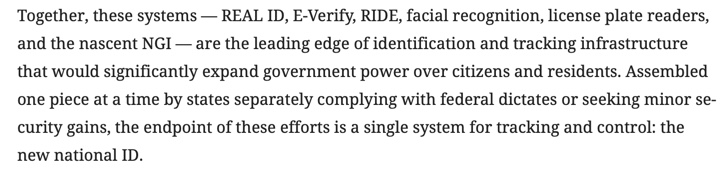 Together, these systems — REAL ID, E-Verify, RIDE, facial recognition, license plate readers,
and the nascent NGI — are the leading edge of identification and tracking infrastructure
that would significantly expand government power over citizens and residents. Assembled
one piece at a time by states separately complying with federal dictates or seeking minor se-
curity gains, the endpoint of these efforts is a single system for tracking and control: the
new national ID.